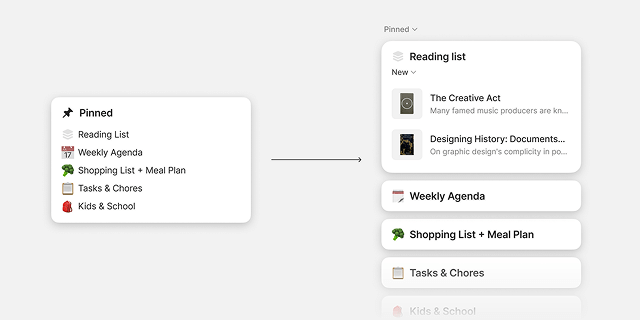 Pinned
Reading List
17
Weekly Agenda
Shopping List + Meal Plan
Tasks & Chores
Kids & School
Pinned
Reading list
New
The Creative Act
Many famed music producers are kn...
Designing History: Documents...
On graphic design's complicity in po...
Weekly Agenda
Shopping List + Meal Plan
Tasks & Chores
Kids & School